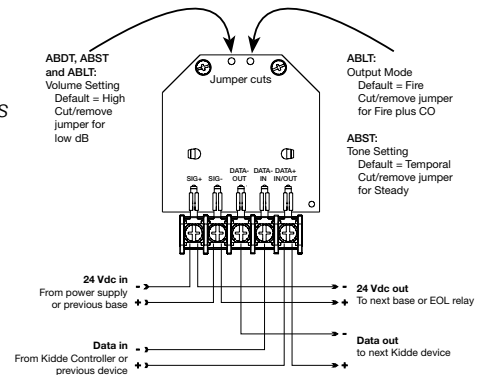 ABDT, ABST
and ABLT:
Volume Setting
Default = High
Cut/remove
jumper for
low dB
S
Jumper cuts
ABLT:
Output Mode
Default = Fire
Cut/remove jumper
for Fire plus CO
ABST:
Tone Setting
Default = Temporal
Cut/remove jumper
for Steady
SIG+ SIG- DATA- OUT DATA- IN DATA+ IN/OUT
24 Vdc in
From power supply
or previous base
-
+
Data in
From Kidde Controller or
previous device
-
+
-
+
24 Vdc out
To next base or EOL relay
-
+
Data out
to next Kidde device